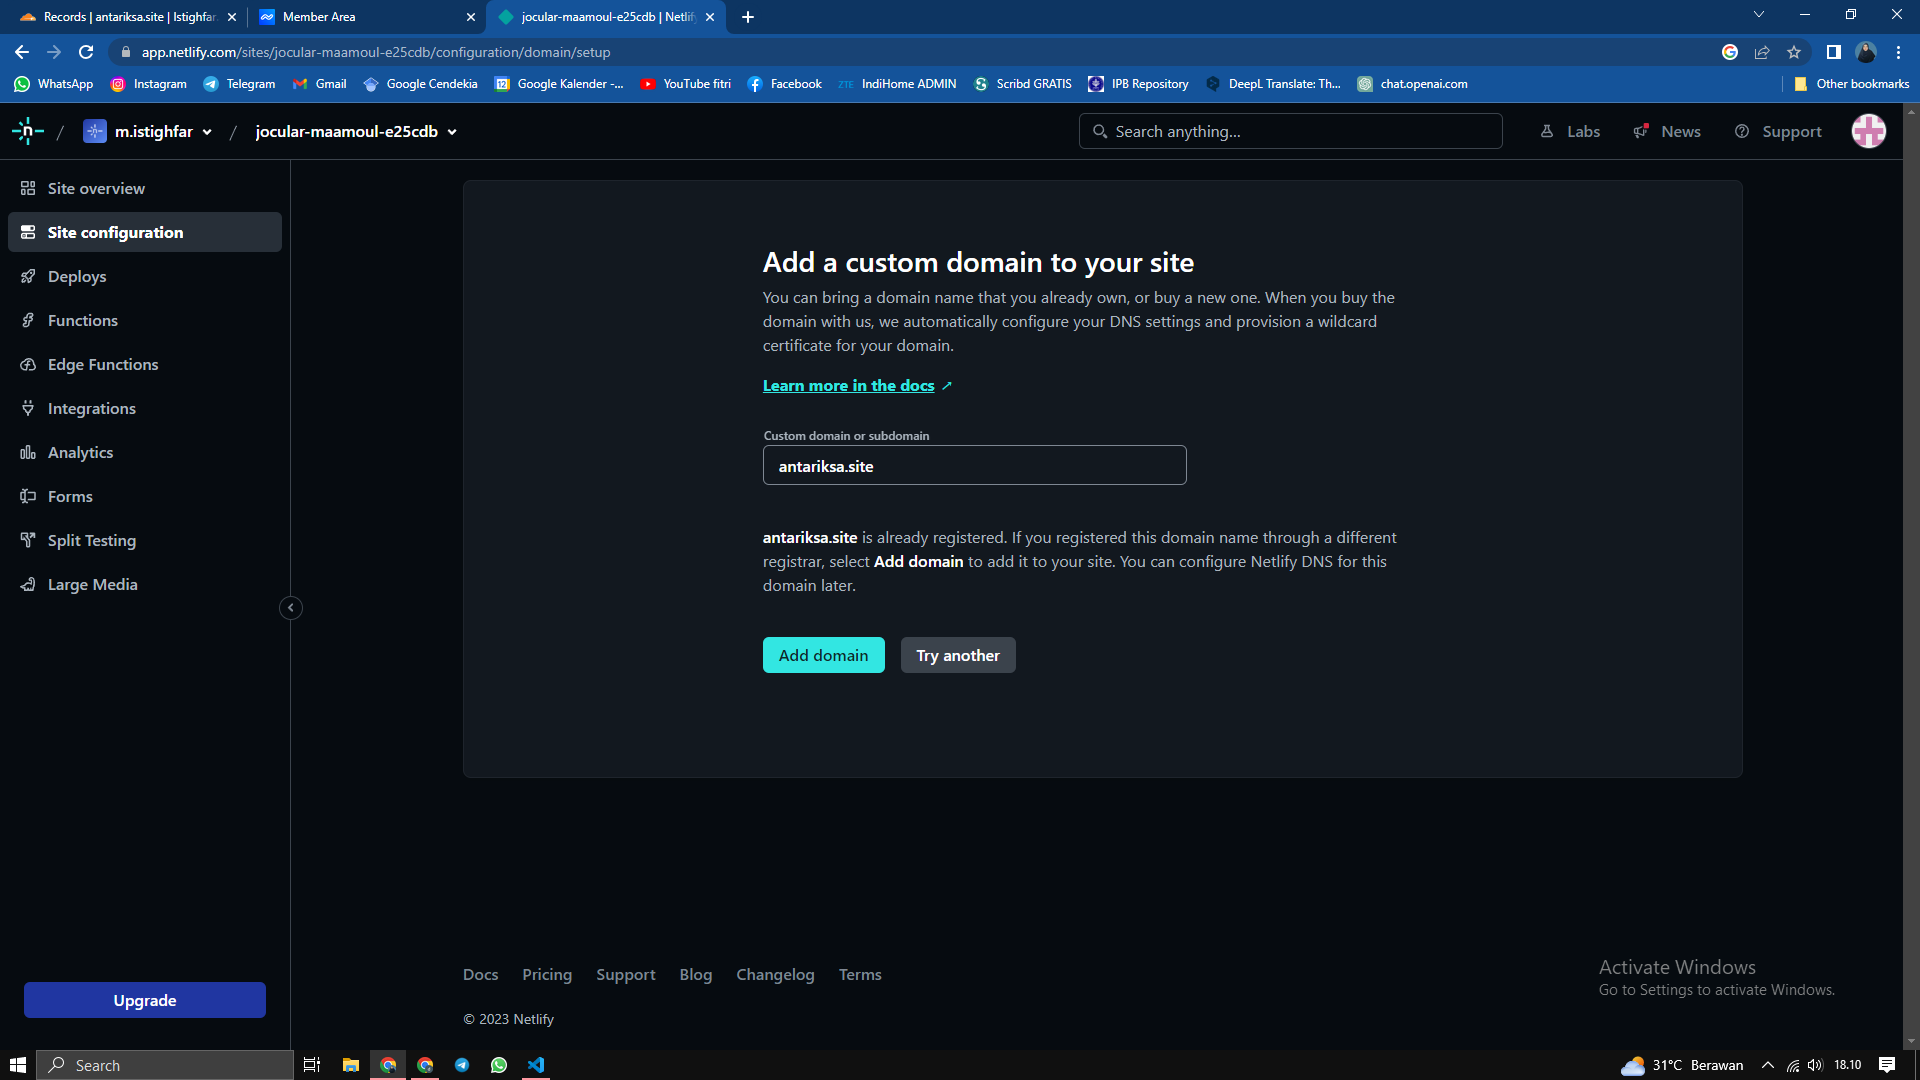 Records | antariksa.site | Istighfar
Member Area
jocular-maamoul-e25cdb | Netlify
app.netlify.com/sites/jocular-maamoul-e25cdb/configuration/domain/setup
WhatsApp
Instagram
Telegram
Gmail
Google Cendekia
Google Kalender -...
YouTube fitri
Facebook
ZTE IndiHome ADMIN
Scribd GRATIS
IPB Repository
DeepL Translate: Th...
chat.openai.com
Other bookmarks
/ m.istighfar / jocular-maamoul-e25cdb
Search anything...
Labs
News
Support
Site overview
Site configuration
Deploys
Functions
Edge Functions
Integrations
Analytics
Forms
Split Testing
Large Media
Upgrade
Add a custom domain to your site
You can bring a domain name that you already own, or buy a new one. When you buy the
domain with us, we automatically configure your DNS settings and provision a wildcard
certificate for your domain.
Learn more in the docs
Custom domain or subdomain
antariksa.site
antariksa.site is already registered. If you registered this domain name through a different
registrar, select Add domain to add it to your site. You can configure Netlify DNS for this
domain later.
Add domain
Try another
Docs
Pricing
Support
Blog
Changelog
Terms
© 2023 Netlify
Activate Windows
Go to Settings to activate Windows.
Search
31°C Berawan
18.10